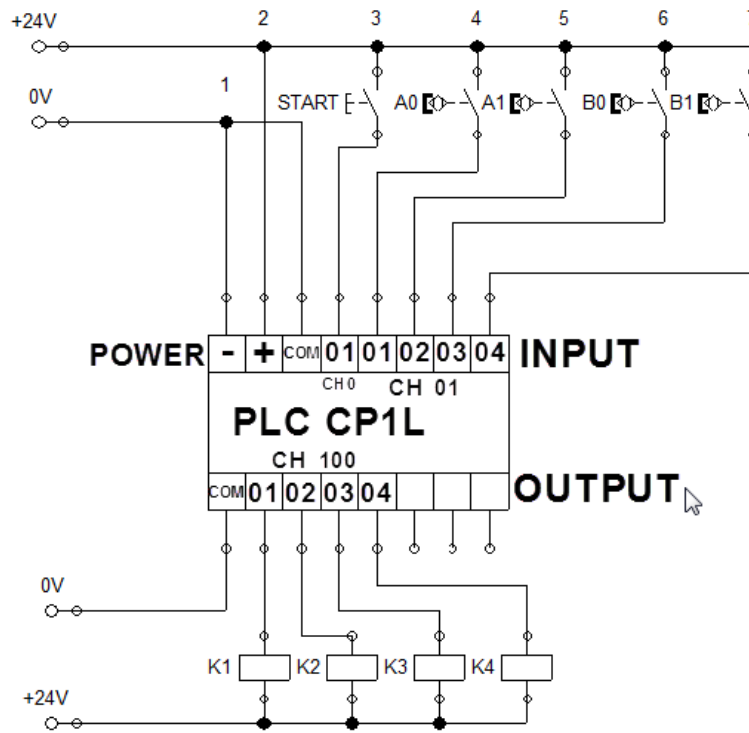 +24V
2 3 4 5 6
0V
1
START A0 A1 B0 B1
POWER - + COM 01 01 02 03 04 INPUT
CH 0 CH 01
PLC CP1L
CH 100
COM 01 02 03 04 OUTPUT
0V
K1 K2 K3 K4
+24V